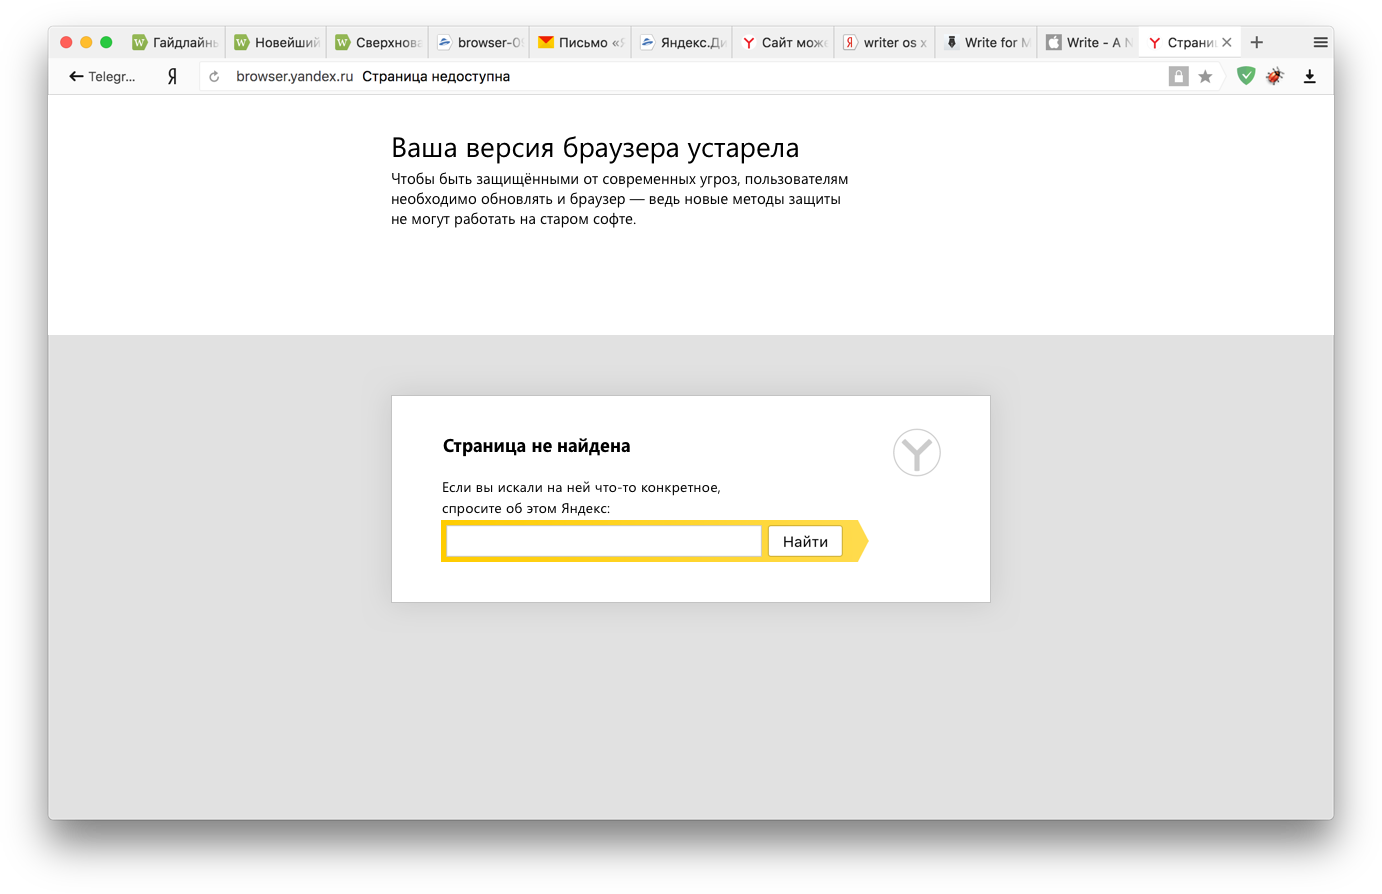 Гайдлайны
Новейший
Сверхнова
browser-0
Письмо «Я
Яндекс.Ди
Сайт може
writer os x
Write for M
Write - A N
Страни
Telegr...
Я
browser.yandex.ru Страница недоступна
Ваша версия браузера устарела
Чтобы быть защищёнными от современных угроз, пользователям
необходимо обновлять и браузер — ведь новые методы защиты
не могут работать на старом софте.
Страница не найдена
Если вы искали на ней что-то конкретное,
спросите об этом Яндекс:
Найти